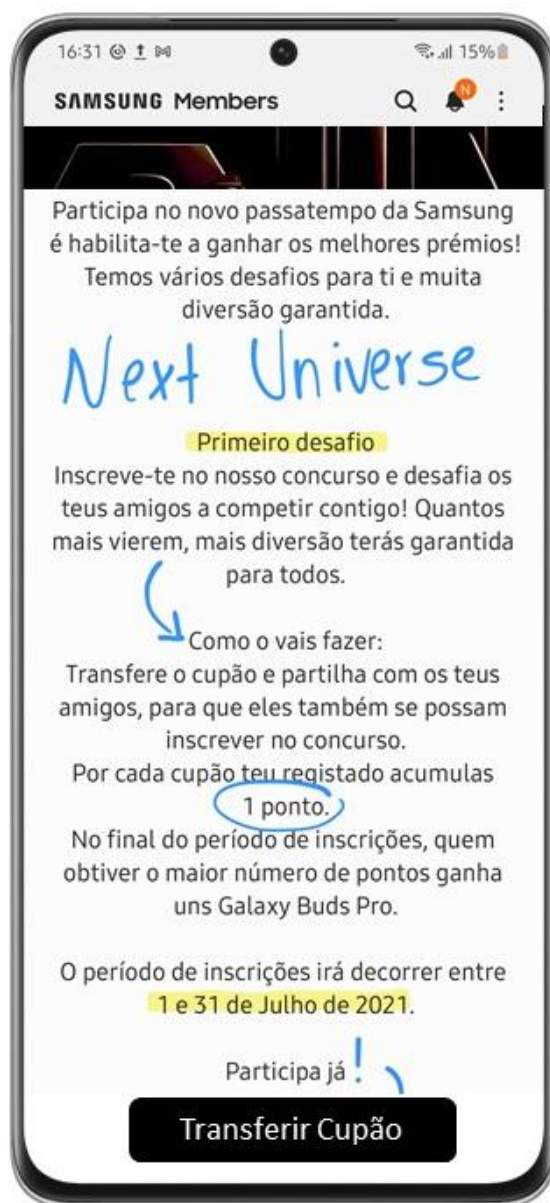 16:31 15%
SAMSUNG Members N
Participa no novo passatempo da Samsung
é habilita-te a ganhar os melhores prémios!
Temos vários desafios para ti e muita
diversão garantida.
Next Universe
Primeiro desafio
Inscreve-te no nosso concurso e desafia os
teus amigos a competir contigo! Quantos
mais vierem, mais diversão terás garantida
para todos.
Como o vais fazer:
Transfere o cupão e partilha com os teus
amigos, para que eles também se possam
inscrever no concurso.
Por cada cupão teu registado acumulas
1 ponto.
No final do período de inscrições, quem
obtiver o maior número de pontos ganha
uns Galaxy Buds Pro.
O período de inscrições irá decorrer entre
1 e 31 de Julho de 2021.
Participa já !
Transferir Cupão